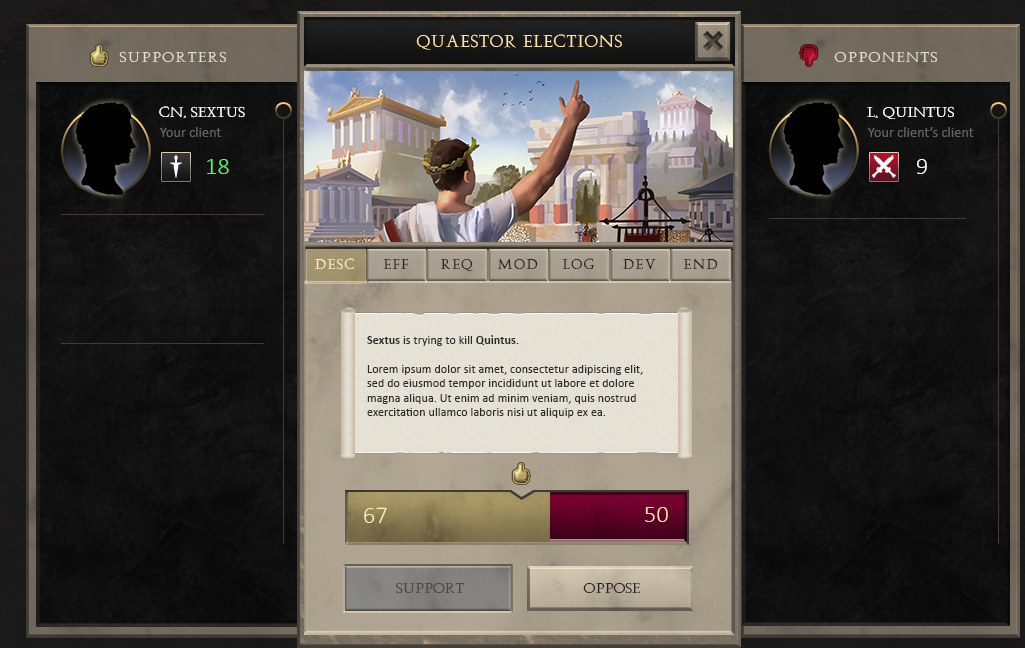 QUAESTOR ELECTIONS
SUPPORTERS
CN. SEXTUS
Your client
18
OPPONENTS
L. QUINTUS
Your client's client
9
DESC
EFF
REQ
MOD
LOG
DEV
END
Sextus is trying to kill Quintus.
Lorem ipsum dolor sit amet, consectetur adipiscing elit,
sed do eiusmod tempor incididunt ut labore et dolore
magna aliqua. Ut enim ad minim veniam, quis nostrud
exercitation ullamco laboris nisi ut aliquip ex ea.
67
50
SUPPORT
OPPOSE